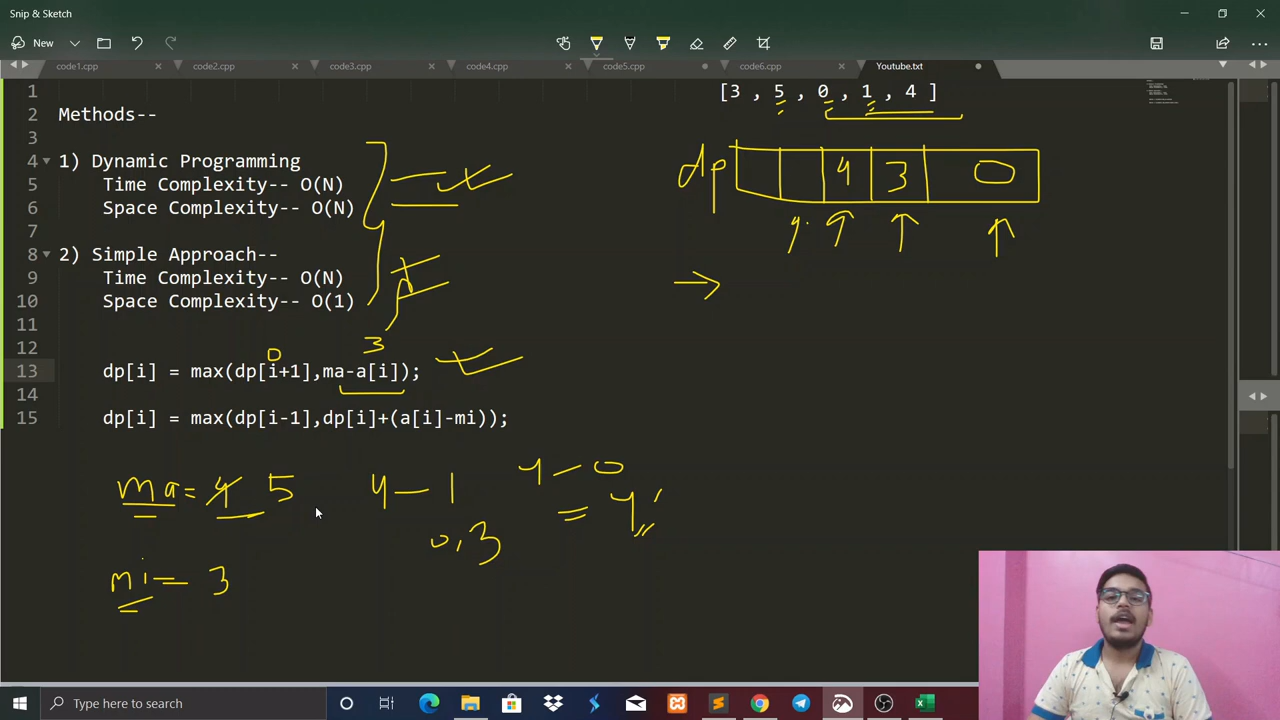 Snip & Sketch
New
code1.cpp
code2.cpp
code3.cpp
code4.cpp
code5.cpp
code6.cpp
Youtube.txt
1
2 Methods--
3
4 1) Dynamic Programming
5 Time Complexity-- O(N)
6 Space Complexity-- O(N)
7
8 2) Simple Approach--
9 Time Complexity-- O(N)
10 Space Complexity-- O(1)
11
12
13 dp[i] = max(dp[i+1],ma-a[i]);
14
15 dp[i] = max(dp[i-1],dp[i]+(a[i]-mi));
[3 , 5 , 0 , 1 , 4 ]
dp 4 3 0
0 3
ma = 4 5
4 - 1
0, 3
4 - 0
= 4
mi = 3
Type here to search